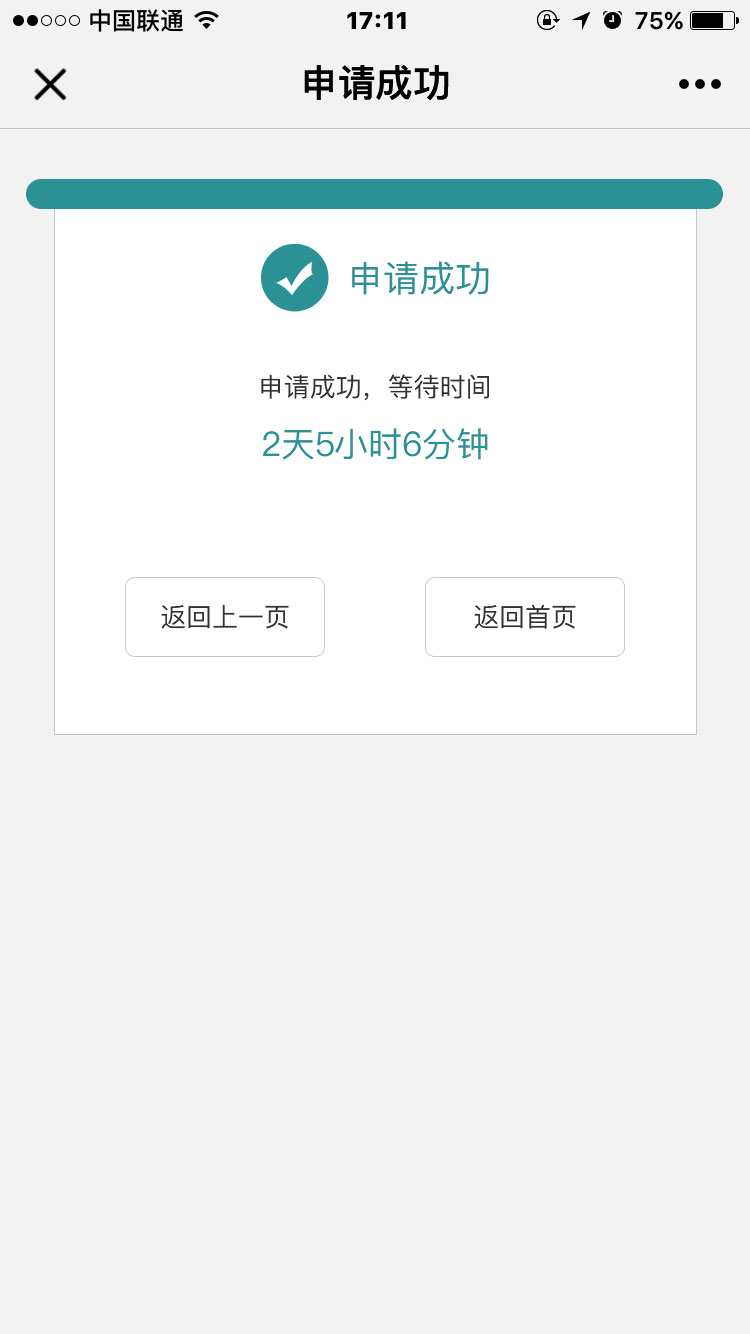 中国联通 17:11 75%
申请成功
申请成功
申请成功，等待时间
2天5小时6分钟
返回上一页 返回首页